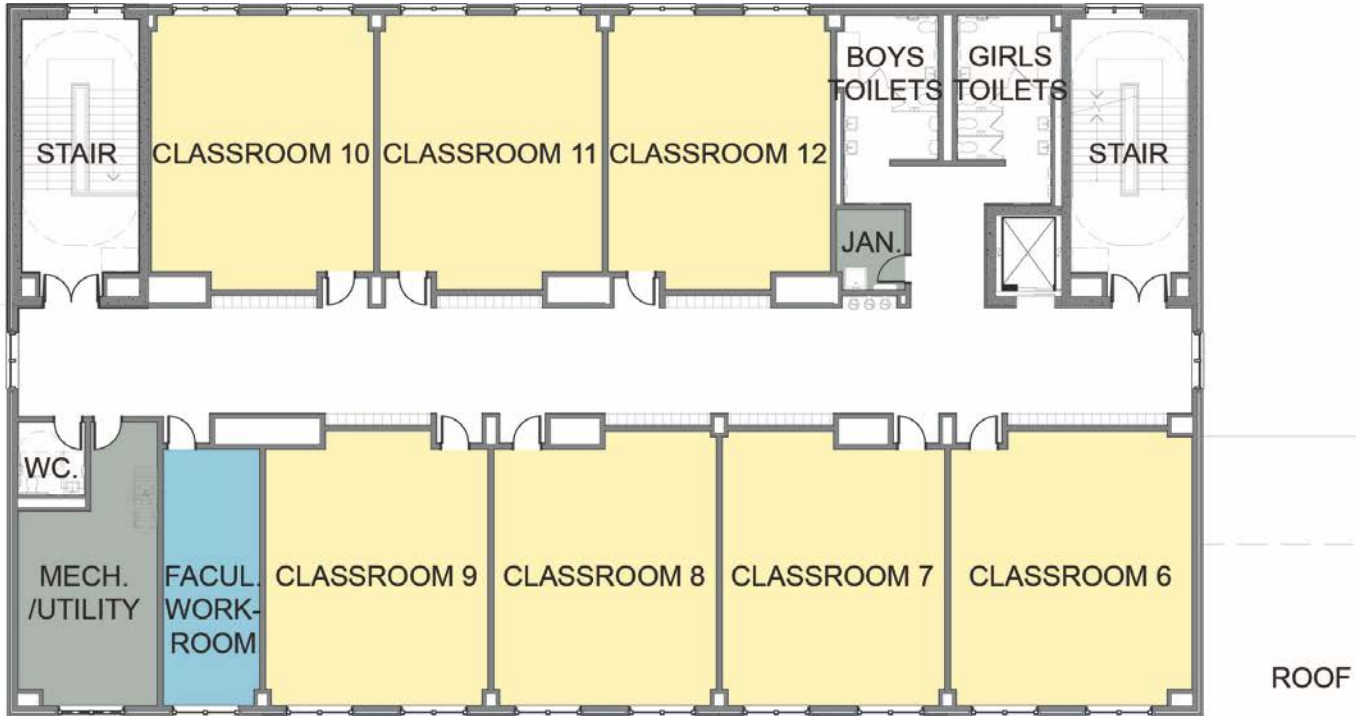 BOYS
TOILETS
GIRLS
TOILETS
STAIR
CLASSROOM 10
CLASSROOM 11
CLASSROOM 12
STAIR
JAN.
WC.
MECH.
/UTILITY
FACUL.
WORK-
ROOM
CLASSROOM 9
CLASSROOM 8
CLASSROOM 7
CLASSROOM 6
ROOF